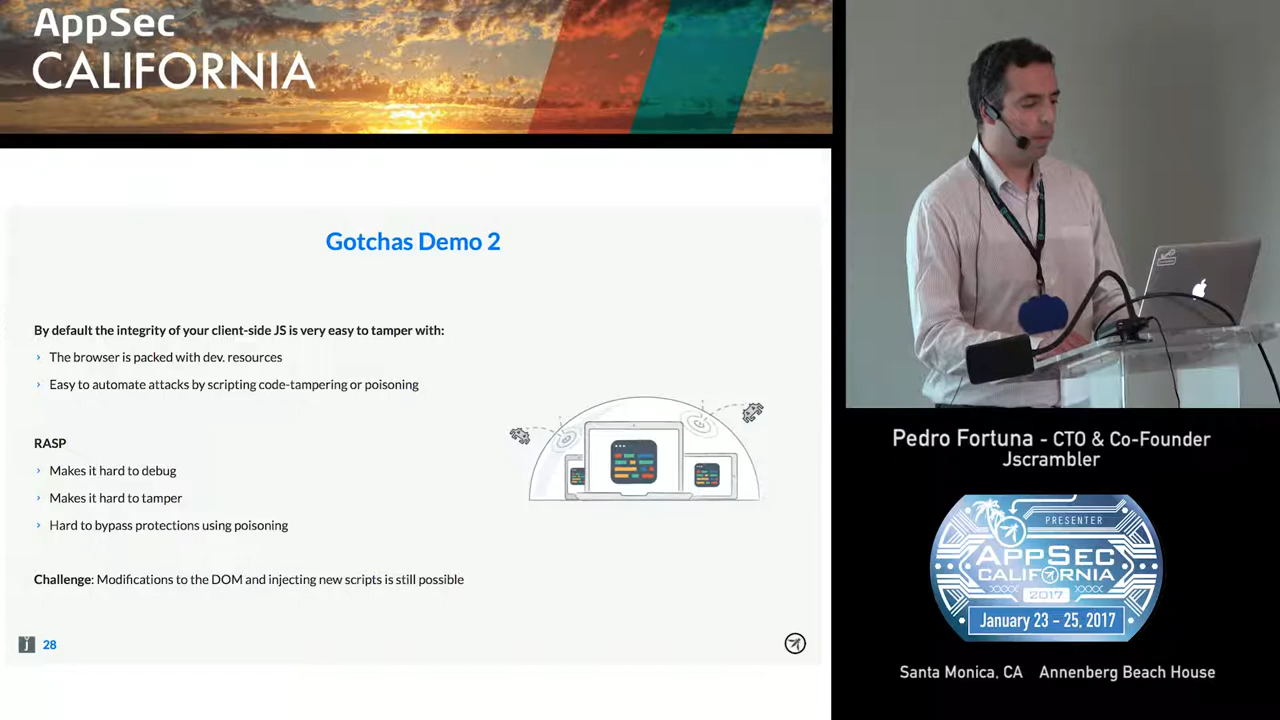 AppSec
CALIFORNIA
Gotchas Demo 2
By default the integrity of your client-side JS is very easy to tamper with:
› The browser is packed with dev. resources
› Easy to automate attacks by scripting code-tampering or poisoning
RASP
› Makes it hard to debug
› Makes it hard to tamper
› Hard to bypass protections using poisoning
Challenge: Modifications to the DOM and injecting new scripts is still possible
j 28
Pedro Fortuna - CTO & Co-Founder
Jscrambler
PRESENTER
APPSEC
CALIFORNIA
2017
January 23 - 25, 2017
Santa Monica, CA Annenberg Beach House